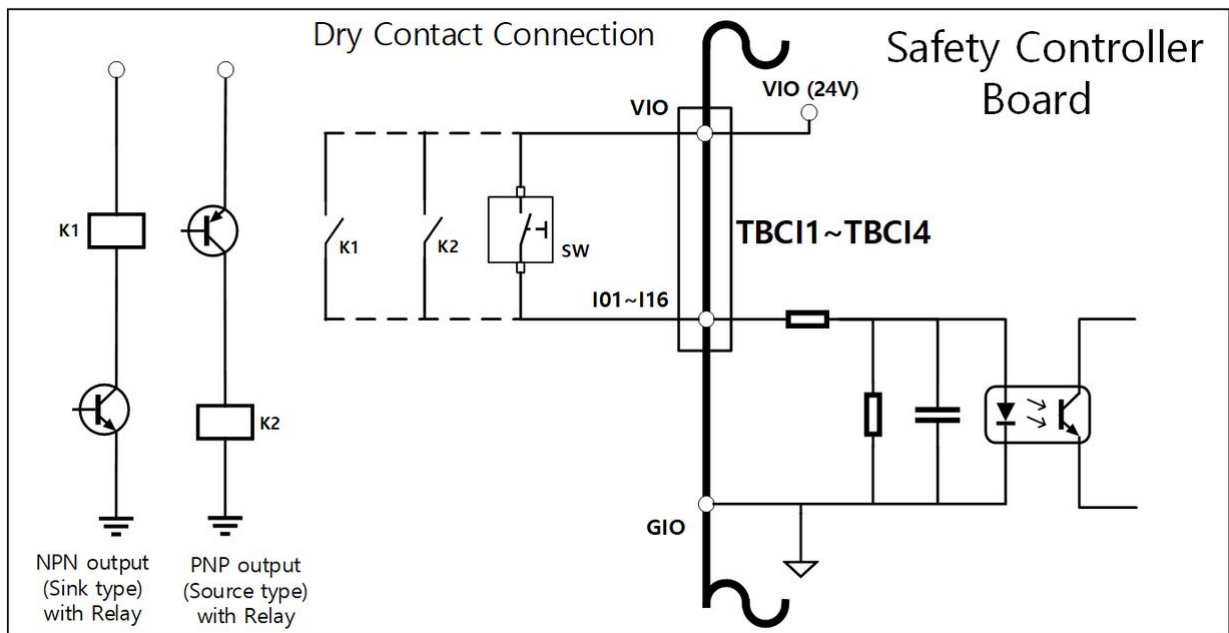 Dry Contact Connection
Safety Controller
Board
VIO
VIO (24V)
K1
K1
K2
SW
TBCI1~TBCI4
I01~I16
K2
GIO
NPN output
(Sink type)
with Relay
PNP output
(Source type)
with Relay